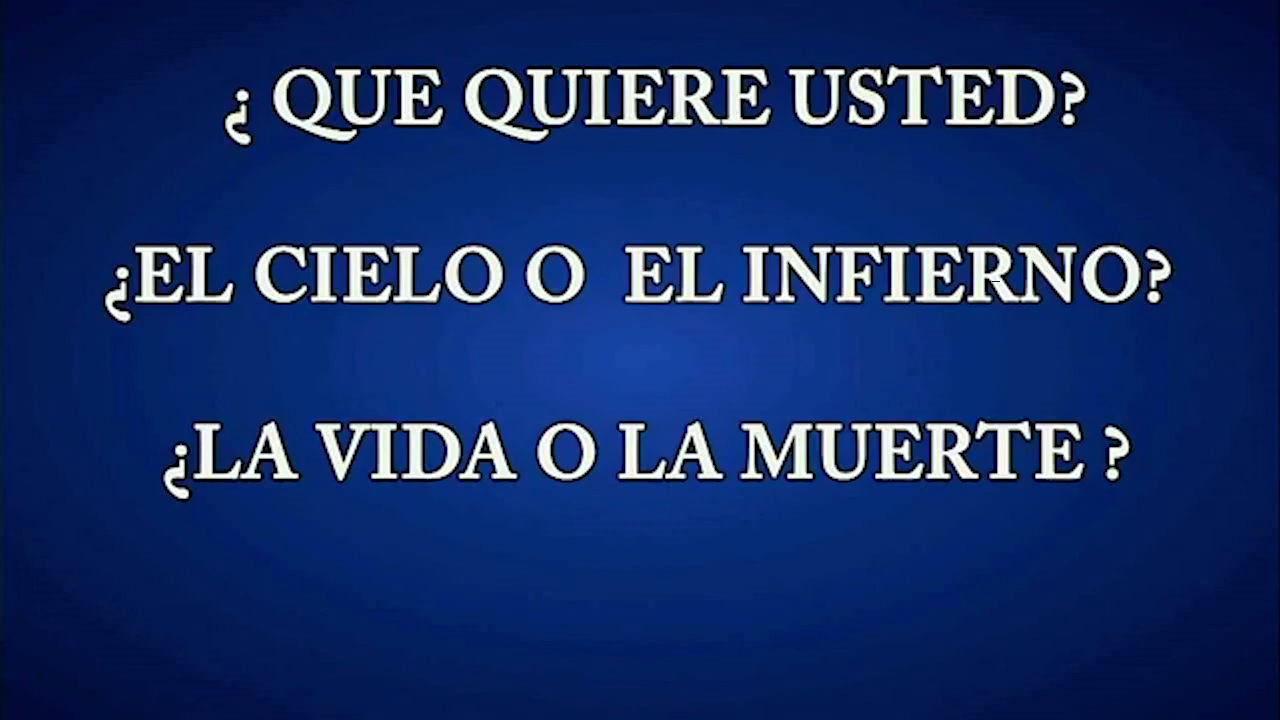 ¿ QUE QUIERE USTED?
¿EL CIELO O EL INFIERNO?
¿LA VIDA O LA MUERTE ?